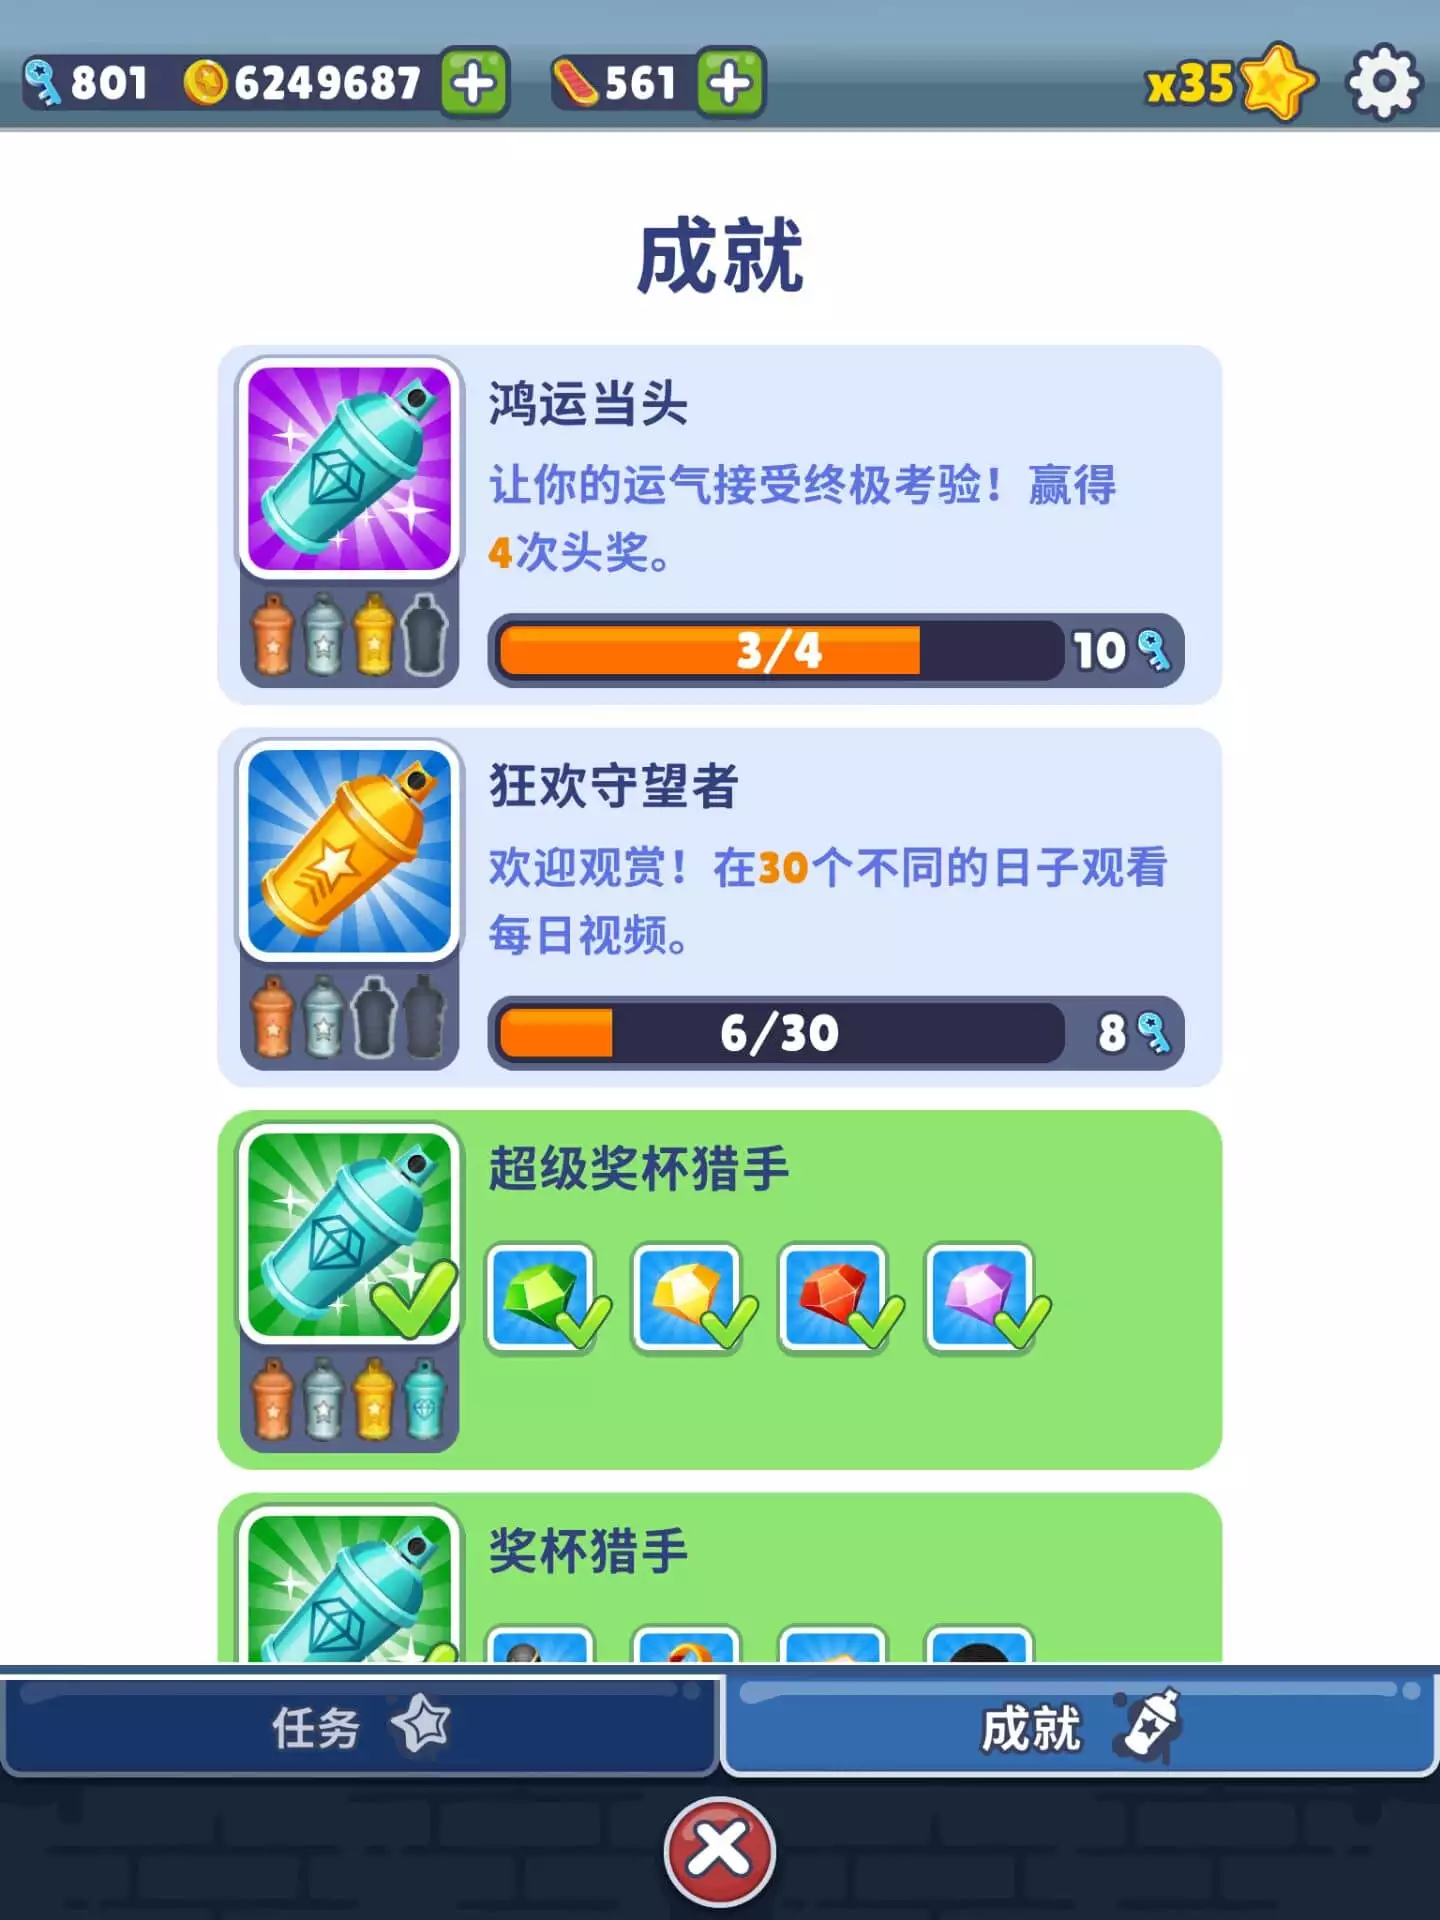 801 6249687 561 x35
成就
鸿运当头
让你的运气接受终极考验！赢得
4次头奖。
3/4 10
狂欢守望者
欢迎观赏！在30个不同的日子观看
每日视频。
6/30 8
超级奖杯猎手
奖杯猎手
任务 成就